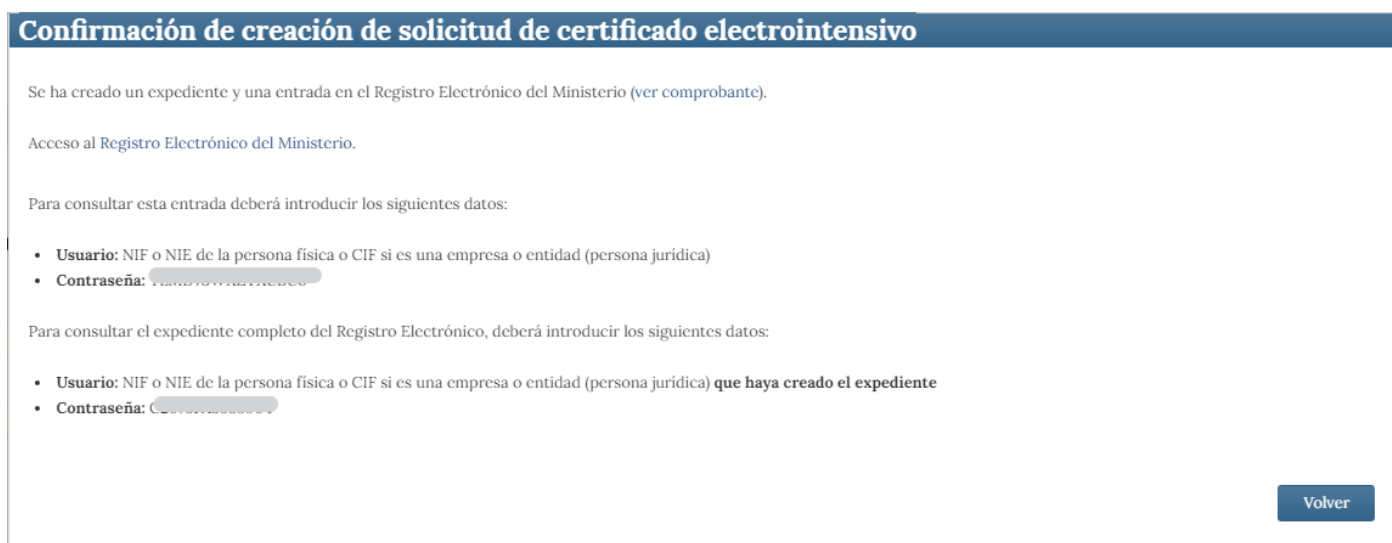 Confirmación de creación de solicitud de certificado electrointensivo
Se ha creado un expediente y una entrada en el Registro Electrónico del Ministerio (ver comprobante).
Acceso al Registro Electrónico del Ministerio.
Para consultar esta entrada deberá introducir los siguientes datos:
• Usuario: NIF o NIE de la persona física o CIF si es una empresa o entidad (persona jurídica)
• Contraseña:
Para consultar el expediente completo del Registro Electrónico, deberá introducir los siguientes datos:
• Usuario: NIF o NIE de la persona física o CIF si es una empresa o entidad (persona jurídica) que haya creado el expediente
• Contraseña:
Volver